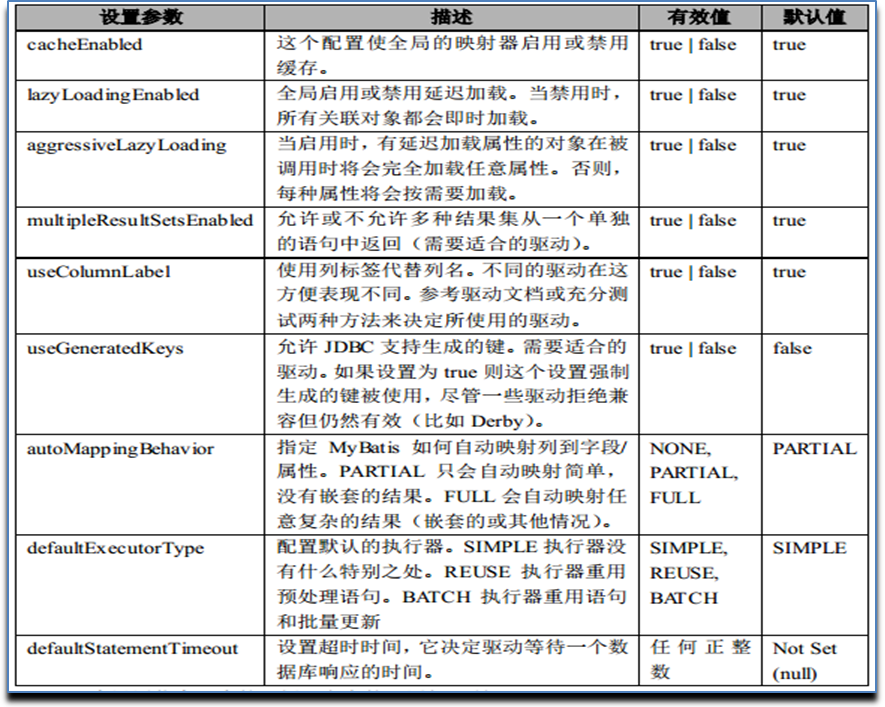 设置参数 描述 有效值 默认值
cacheEnabled 这个配置使全局的映射器启用或禁用 true | false true
缓存。
lazyLoadingEnabled 全局启用或禁用延迟加载。当禁用时， true | false true
所有关联对象都会即时加载。
aggressiveLazyLoading 当启用时，有延迟加载属性的对象在被 true | false true
调用时将会完全加载任意属性。否则，
每种属性将会按需要加载。
multipleResultSetsEnabled 允许或不允许多种结果集从一个单独 true | false true
的语句中返回（需要适合的驱动）。
useColumnLabel 使用列标签代替列名。不同的驱动在这 true | false true
方便表现不同。参考驱动文档或充分测
试两种方法来决定所使用的驱动。
useGeneratedKeys 允许 JDBC 支持生成的键。需要适合的 true | false false
驱动。如果设置为 true 则这个设置强制
生成的键被使用，尽管一些驱动拒绝兼
容但仍然有效（比如 Derby）。
autoMappingBehavior 指定 MyBatis 如何自动映射列到字段/ NONE, PARTIAL
属性。PARTIAL 只会自动映射简单， PARTIAL,
没有嵌套的结果。FULL 会自动映射任 FULL
意复杂的结果（嵌套的或其他情况）。
defaultExecutorType 配置默认的执行器。SIMPLE 执行器没 SIMPLE, SIMPLE
有什么特别之处。REUSE 执行器重用 REUSE,
预处理语句。BATCH 执行器重用语句 BATCH
和批量更新
defaultStatementTimeout 设置超时时间，它决定驱动等待一个数 任何正整 Not Set
据库响应的时间。 数 (null)